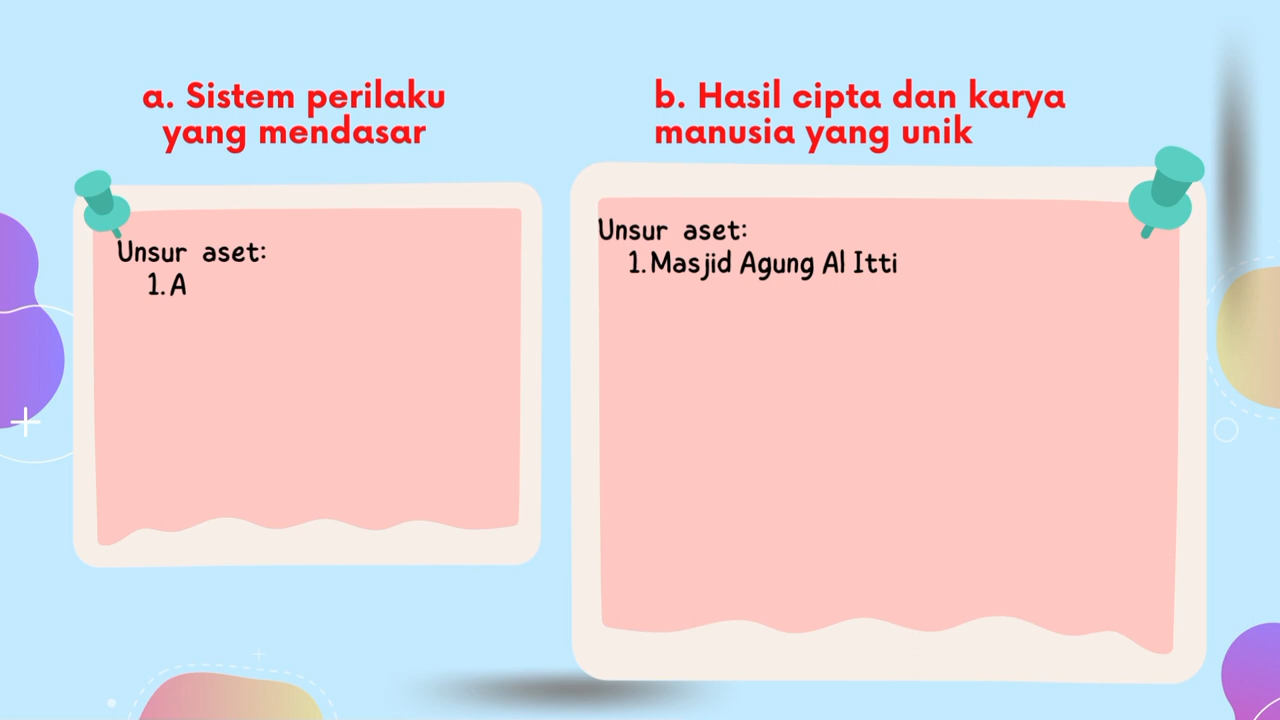 a. Sistem perilaku
yang mendasar
Unsur aset:
1. A
b. Hasil cipta dan karya
manusia yang unik
Unsur aset:
1. Masjid Agung Al Itti